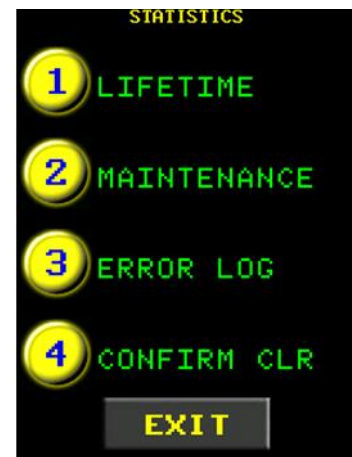 STATISTICS
1 LIFETIME
2 MAINTENANCE
3 ERROR LOG
4 CONFIRM CLR
EXIT